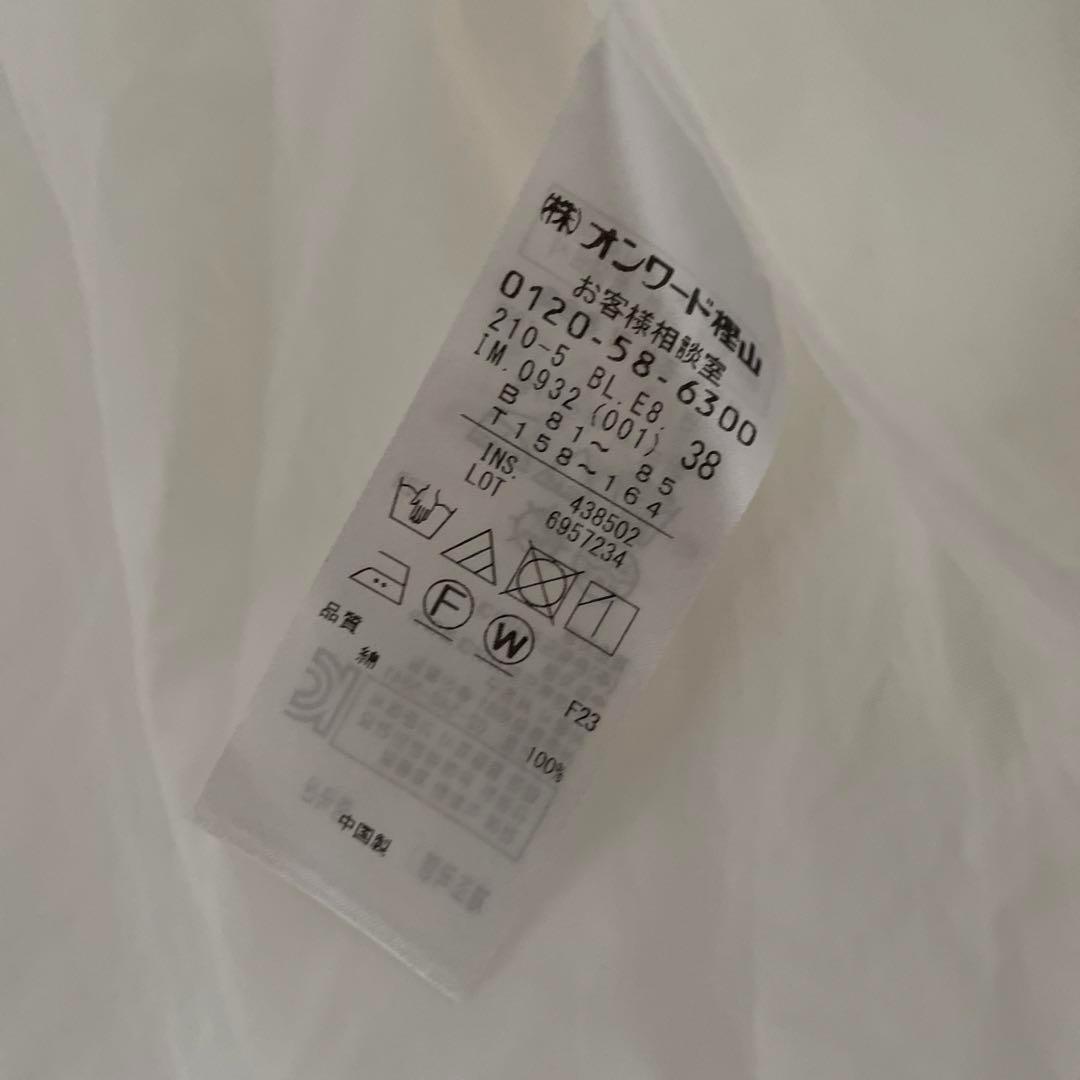 ㈱オンワード樫山
お客様相談室
0120-58-6300
210-5 BL.E8.
IM.0932(001) 38
B 81~ 85
T158~164
INS. 438502
LOT 6957234
F W
F23
品質
綿 100%
中国製